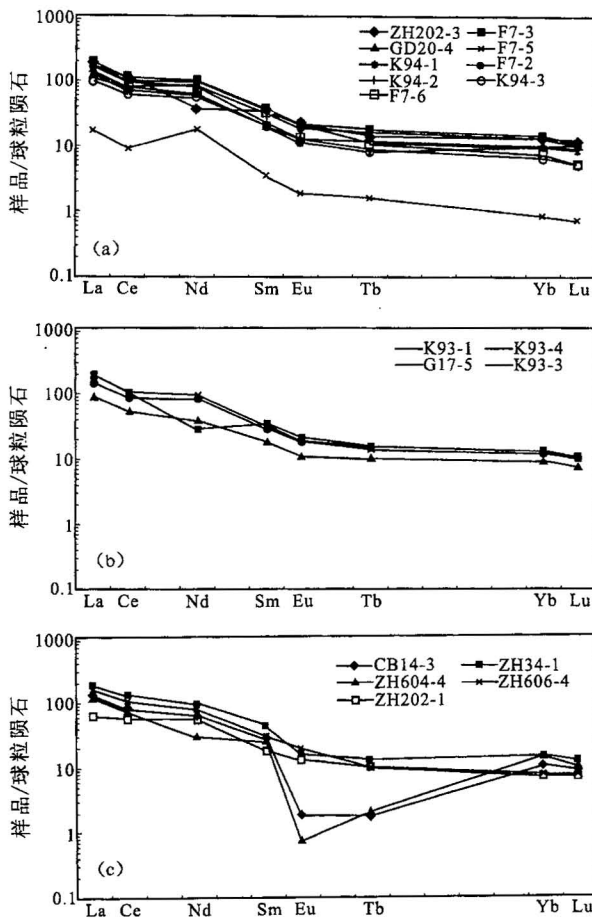 样品/球粒陨石
1000
100
10
1
0.1
ZH202-3 F7-3
GD20-4 F7-5
K94-1 F7-2
K94-2 K94-3
F7-6
(a)
La Ce Nd Sm Eu Tb Yb Lu
样品/球粒陨石
1000
100
10
1
0.1
K93-1 K93-4
G17-5 K93-3
(b)
La Ce Nd Sm Eu Tb Yb Lu
样品/球粒陨石
1000
100
10
1
0.1
CB14-3 ZH34-1
ZH604-4 ZH606-4
ZH202-1
(c)
La Ce Nd Sm Eu Tb Yb Lu